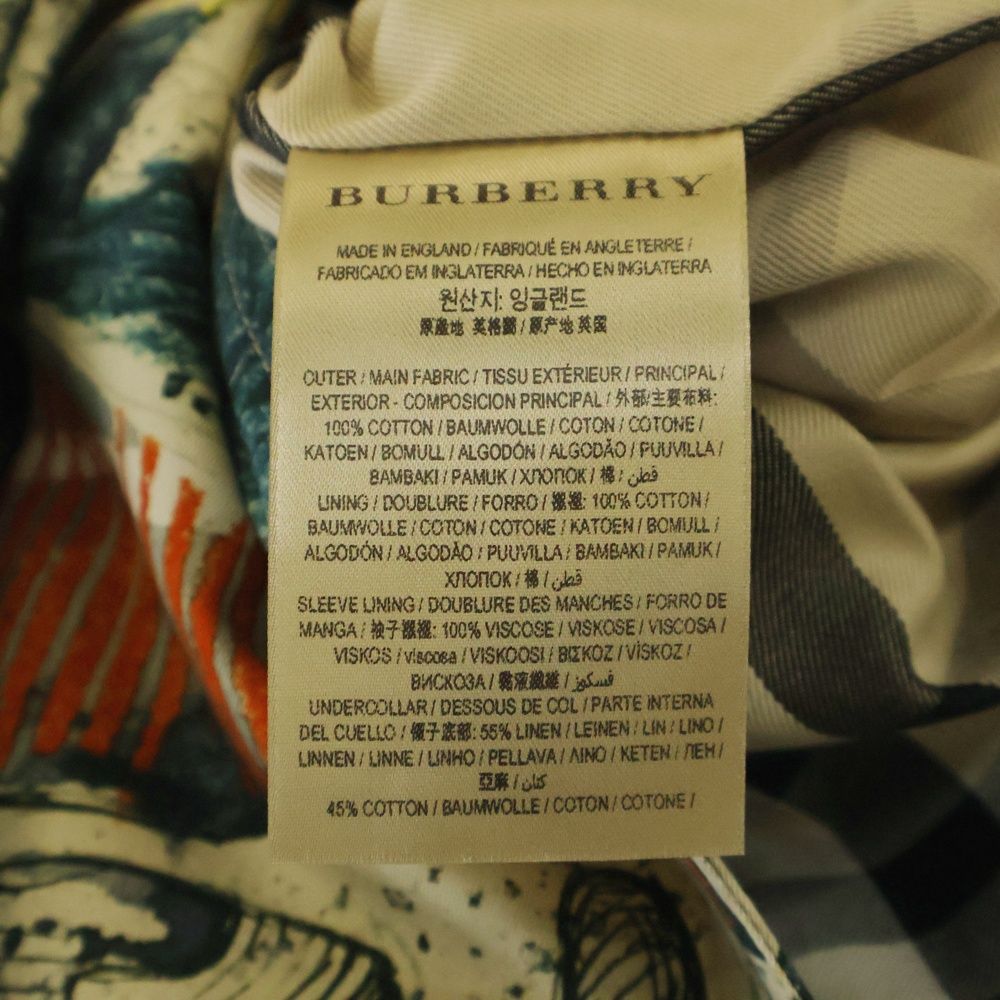 BURBERRY
MADE IN ENGLAND / FABRIQUÉ EN ANGLETERRE /
FABRICADO EM INGLATERRA / HECHO EN INGLATERRA
원산지: 잉글랜드
原產地 英格蘭 / 原产地 英国
OUTER / MAIN FABRIC / TISSU EXTÉRIEUR / PRINCIPAL /
EXTERIOR - COMPOSICION PRINCIPAL / 外部/主要布料:
100% COTTON / BAUMWOLLE / COTON / COTONE /
KATOEN / BOMULL / ALGODÓN / ALGODÃO / PUUVILLA /
BAMBAKI / PAMUK / ХЛОПОК / 棉 / قطن /
LINING / DOUBLURE / FORRO / 襯裡: 100% COTTON /
BAUMWOLLE / COTON / COTONE / KATOEN / BOMULL /
ALGODÓN / ALGODÃO / PUUVILLA / BAMBAKI / PAMUK /
ХЛОПОК / 棉 / قطن /
SLEEVE LINING / DOUBLURE DES MANCHES / FORRO DE
MANGA / 袖子襯裡: 100% VISCOSE / VISKOSE / VISCOSA /
VISKOS / viscosa / VISKOOSI / ΒΙΣΚΟΖ / VİSKOZ /
ВИСКОЗА / 黏液纖維 / فسكوز /
UNDERCOLLAR / DESSOUS DE COL / PARTE INTERNA
DEL CUELLO / 領子底部: 55% LINEN / LEINEN / LIN / LINO /
LINNEN / LINNE / LINHO / PELLAVA / ΛΙΝΟ / KETEN / ЛЕН /
亞麻 / كتان /
45% COTTON / BAUMWOLLE / COTON / COTONE /